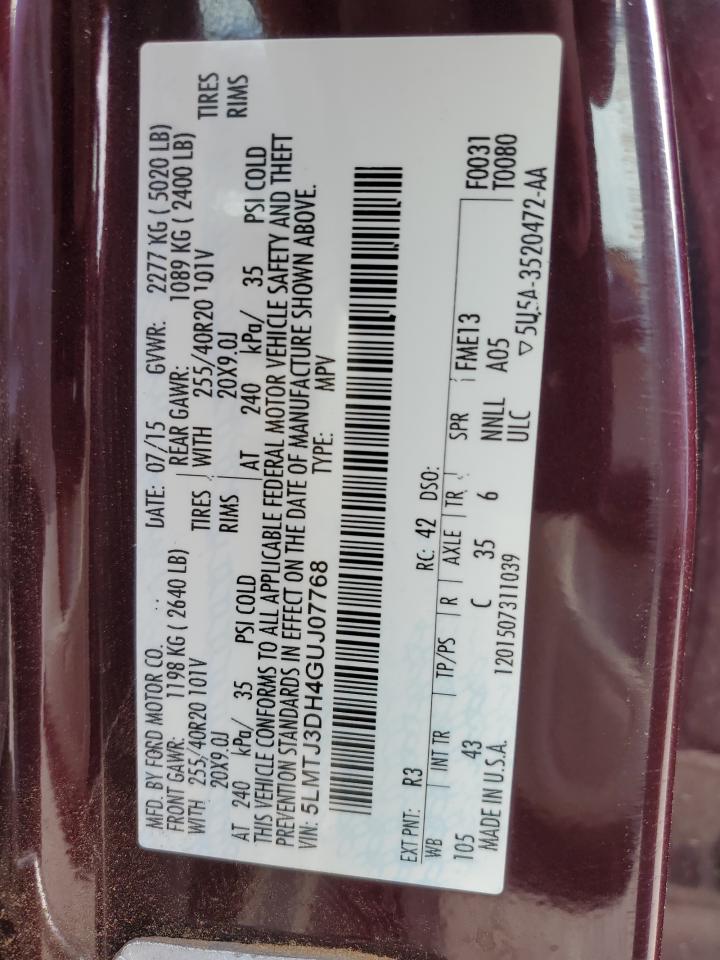 MFD. BY FORD MOTOR CO.
DATE: 07/15 GVWR: 2277 KG ( 5020 LB)
FRONT GAWR: 1198 KG ( 2640 LB) REAR GAWR: 1089 KG ( 2400 LB)
WITH 255/40R20 101V TIRES WITH 255/40R20 101V TIRES
20X9.0J RIMS 20X9.0J RIMS
AT 240 kPa/ 35 PSI COLD AT 240 kPa/ 35 PSI COLD
THIS VEHICLE CONFORMS TO ALL APPLICABLE FEDERAL MOTOR VEHICLE SAFETY AND THEFT
PREVENTION STANDARDS IN EFFECT ON THE DATE OF MANUFACTURE SHOWN ABOVE.
VIN: 5LMTJ3DH4GUJ07768 TYPE: MPV
EXT PNT: R3 RC: 42 DSO:
WB INT TR TP/PS R AXLE TR SPR FME13 F0031
105 43 C 35 6 NNLL A05 T0080
ULC
MADE IN U.S.A. 1201507311039 ▽5U5A-3520472-AA